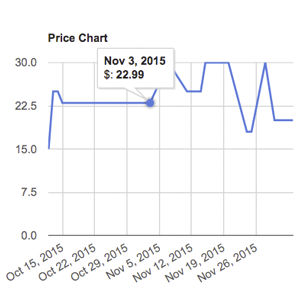 Price Chart
Nov 3, 2015
$: 22.99
30.0
22.5
15.0
7.5
0.0
Oct 15, 2015
Oct 22, 2015
Oct 29, 2015
Nov 5, 2015
Nov 12, 2015
Nov 19, 2015
Nov 26, 2015